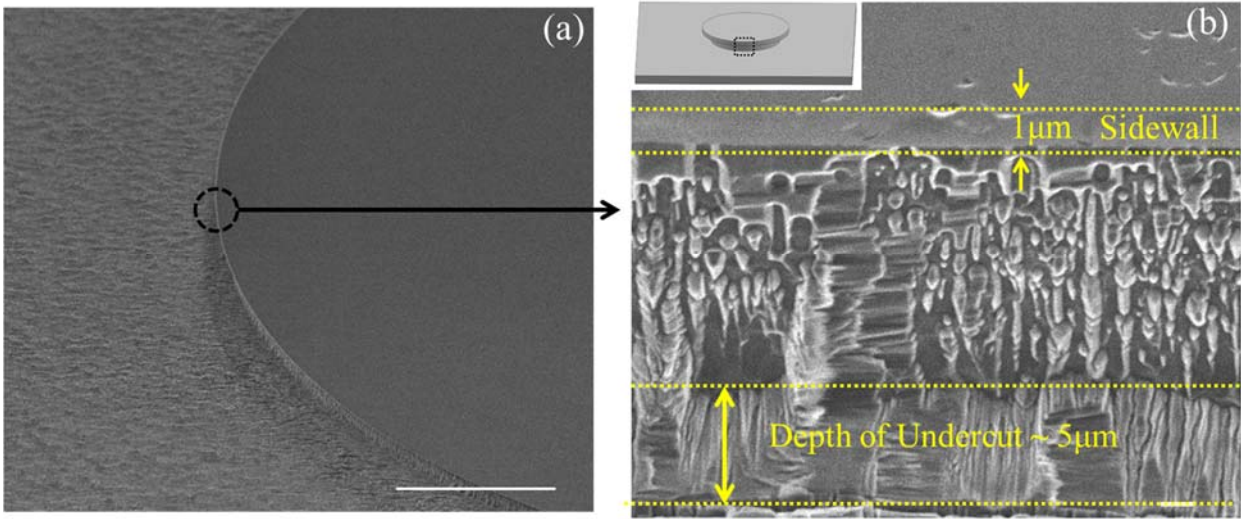 (a)
(b)
1μm Sidewall
Depth of Undercut ~ 5μm